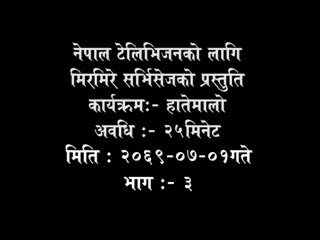 नेपाल टेलिभिजनको लागि
मिरमिरे सर्भिसेजको प्रस्तुति
कार्यक्रम:- हातेमालो
अवधि :- २५मिनेट
मिति : २०६९-०७-०१गते
भाग :- ३